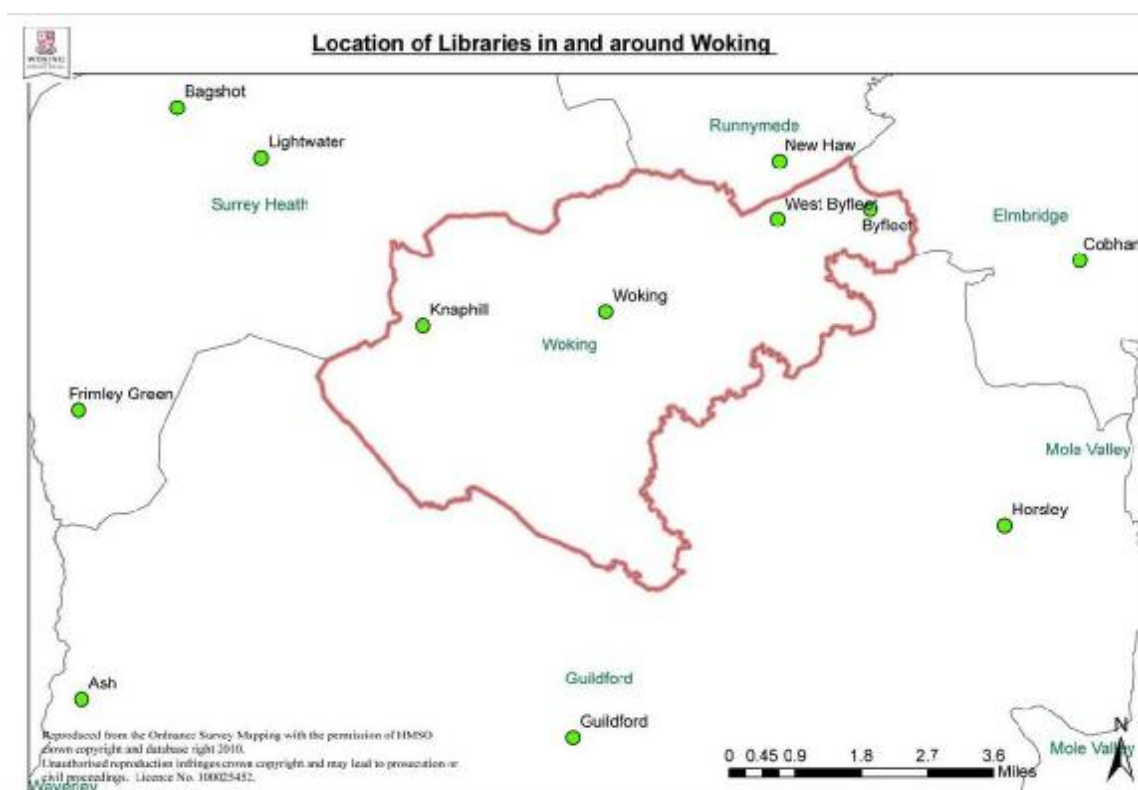 WOKING
Location of Libraries in and around Woking
Bagshot
Runnymede
Lightwater
New Haw
Surrey Heath
West Byfleet
Elmbridge
Byfleet
Cobham
Knaphill
Woking
Woking
Frimley Green
Mole Valley
Horsley
Ash
Guildford
Guildford
N
Reproduced from the Ordnance Survey Mapping with the permission of HMSO
crown copyright and database right 2010.
Unauthorised reproduction infringes crown copyright and may lead to prosecution or
civil proceedings. Licence No. 100025452.
0 0.45 0.9 1.8 2.7 3.6
Miles
Mole Valley
Waverley